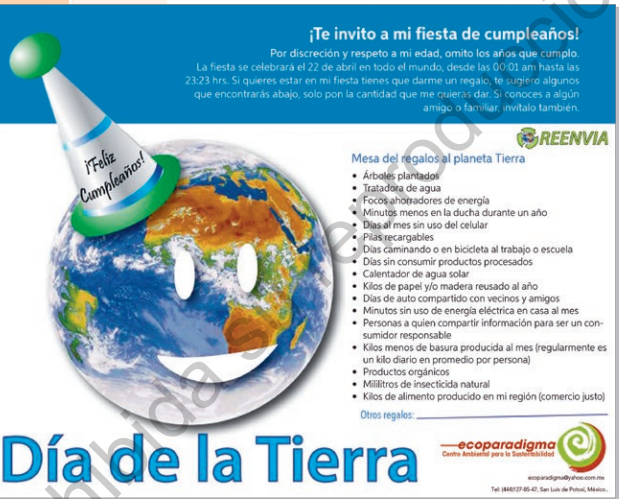 ¡Te invito a mi fiesta de cumpleaños!
Por discreción y respeto a mi edad, omito los años que cumplo.
La fiesta se celebrará el 22 de abril en todo el mundo, desde las 00:01 am hasta las
23:23 hrs. Si quieres estar en mi fiesta tienes que darme un regalo, te sugiero algunos
que encontrarás abajo, solo pon la cantidad que me quieras dar. Si conoces a algún
amigo o familiar, invítalo también.
REENVIA
¡Feliz
Cumpleaños!
Mesa del regalos al planeta Tierra
• Árboles plantados
• Tratadora de agua
• Focos ahorradores de energía
• Minutos menos en la ducha durante un año
• Días al mes sin uso del celular
• Pilas recargables
• Días caminando o en bicicleta al trabajo o escuela
• Días sin consumir productos procesados
• Calentador de agua solar
• Kilos de papel y/o madera reusado al año
• Días de auto compartido con vecinos y amigos
• Minutos sin uso de energía eléctrica en casa al mes
• Personas a quien compartir información para ser un con-
sumidor responsable
• Kilos menos de basura producida al mes (regularmente es
un kilo diario en promedio por persona)
• Productos orgánicos
• Mililitros de insecticida natural
• Kilos de alimento producido en mi región (comercio justo)
Otros regalos:
Día de la Tierra
ecoparadigma
Centro Ambiental para la Sustentabilidad
ecoparadigma@yahoo.com.mx
Tel: (444)127-85-47, San Luis de Potosí, México.